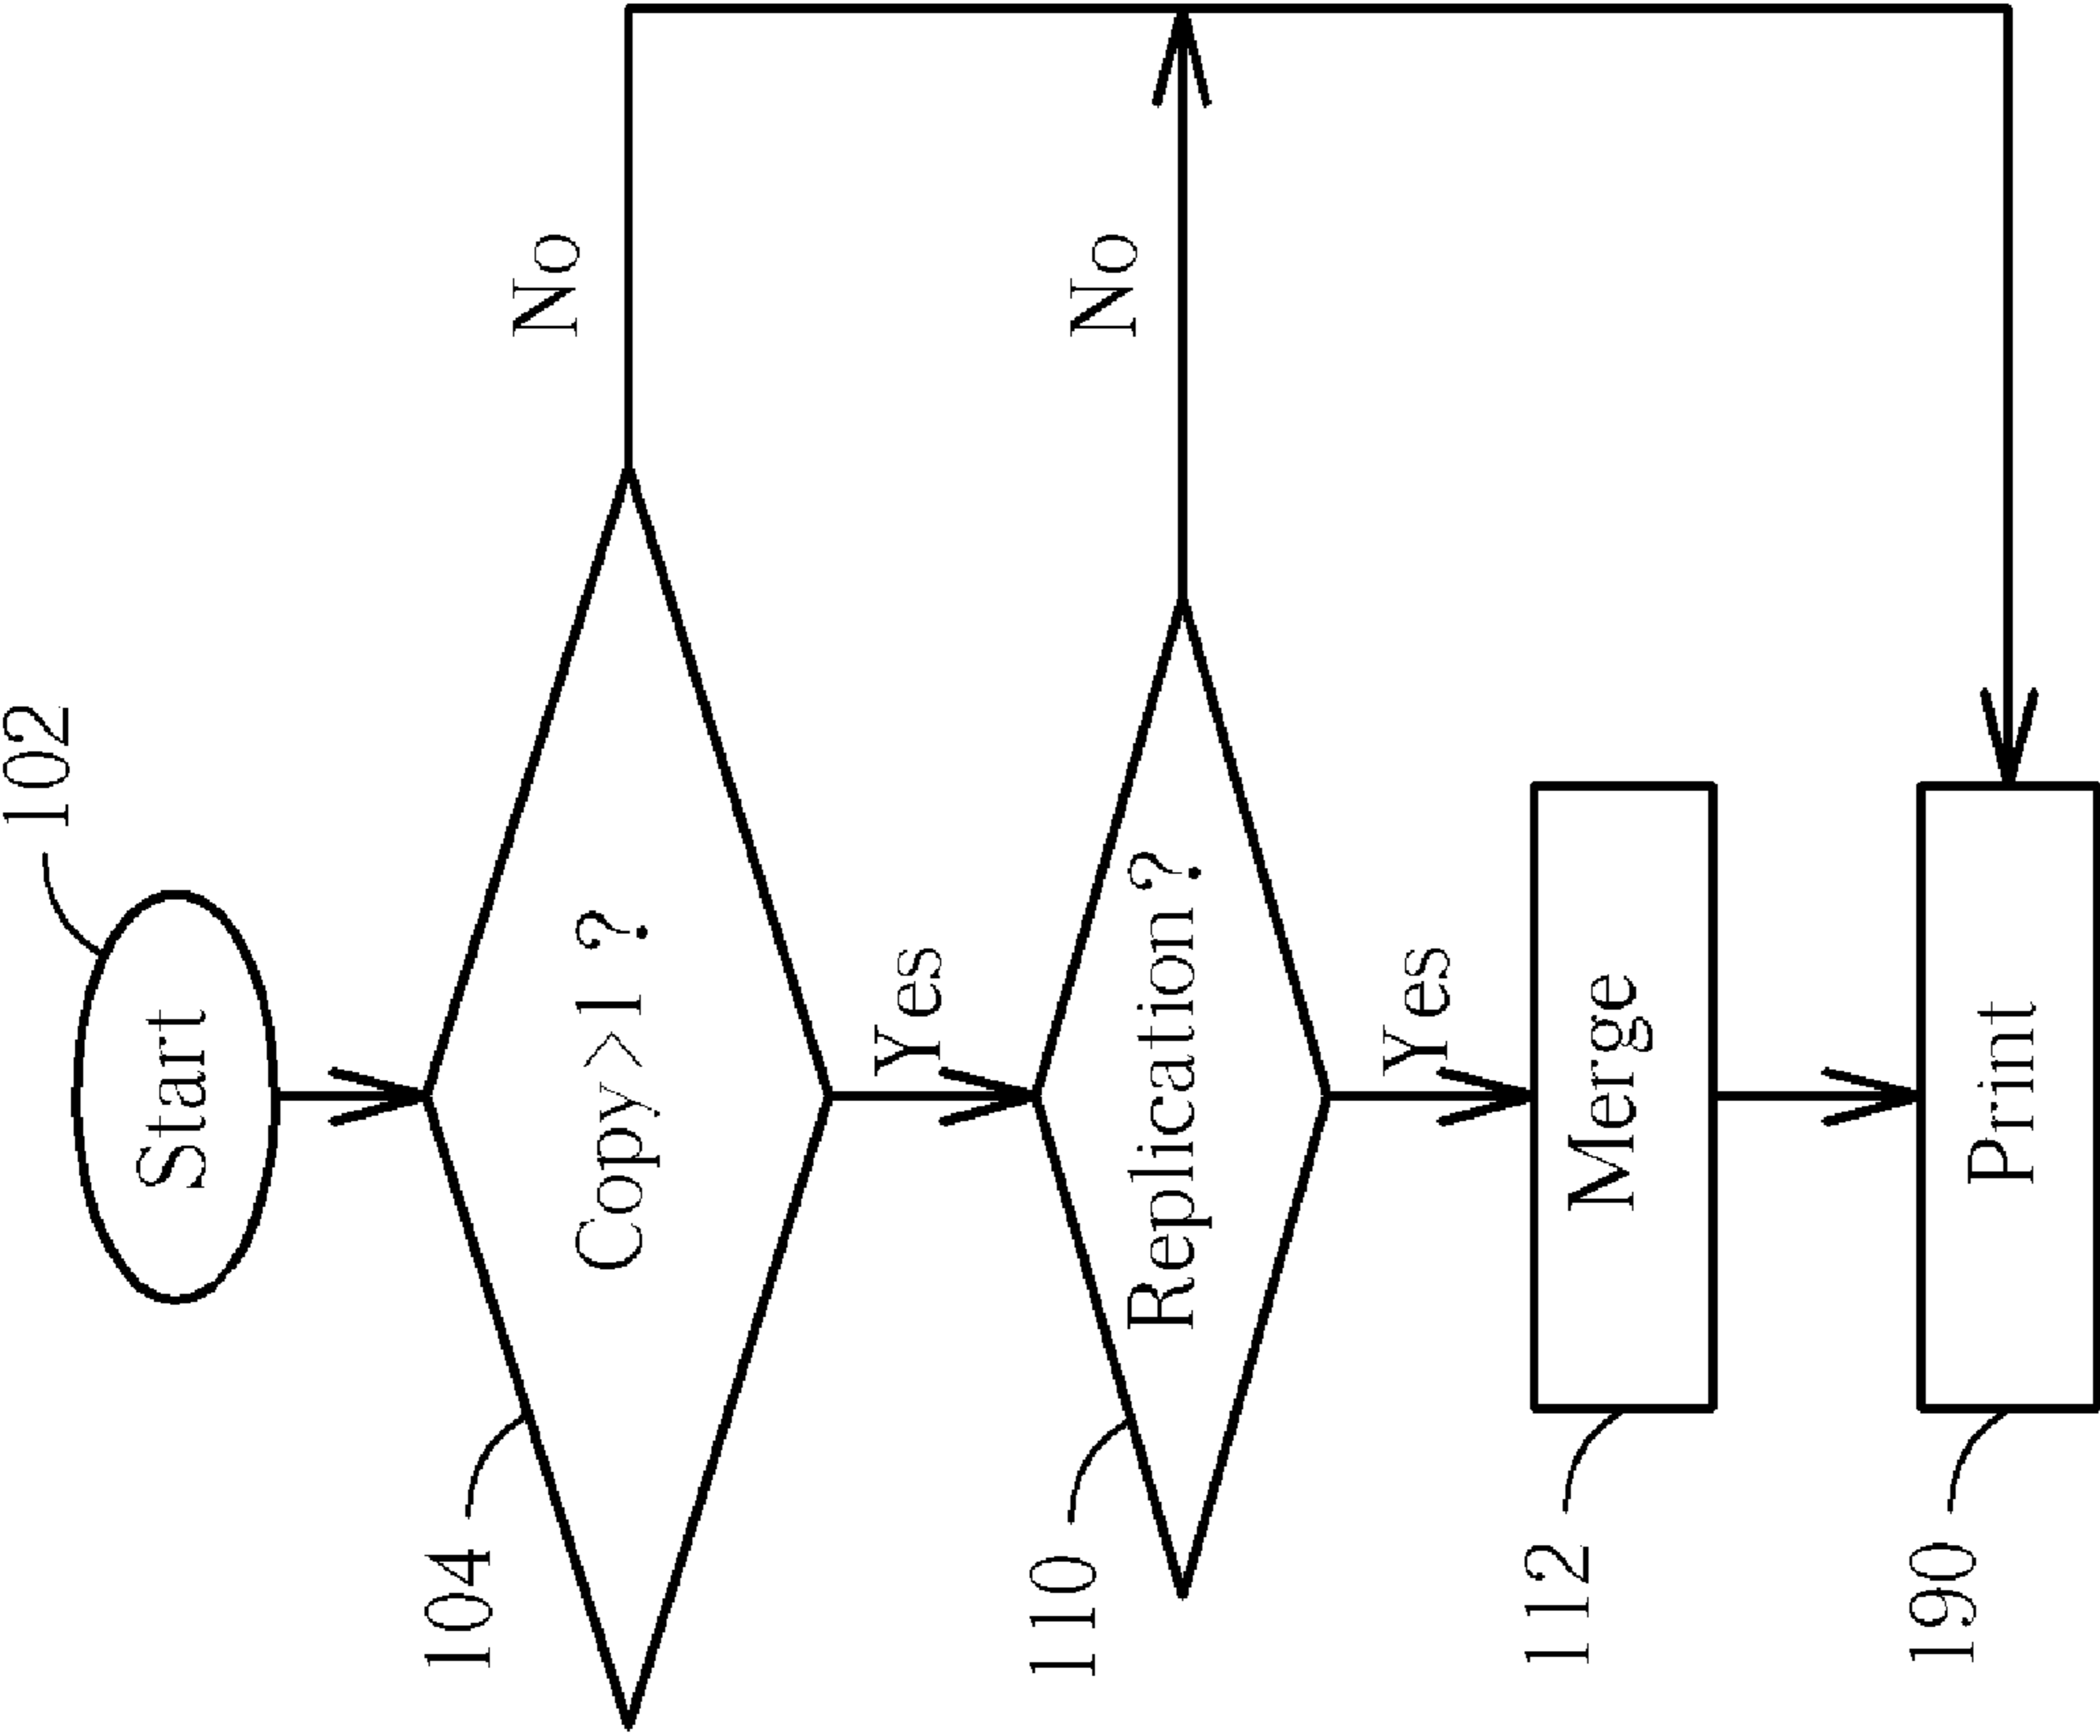 102
Start
No
104
Copy>1 ?
Yes
No
110
Replication?
Yes
112
Merge
190
Print